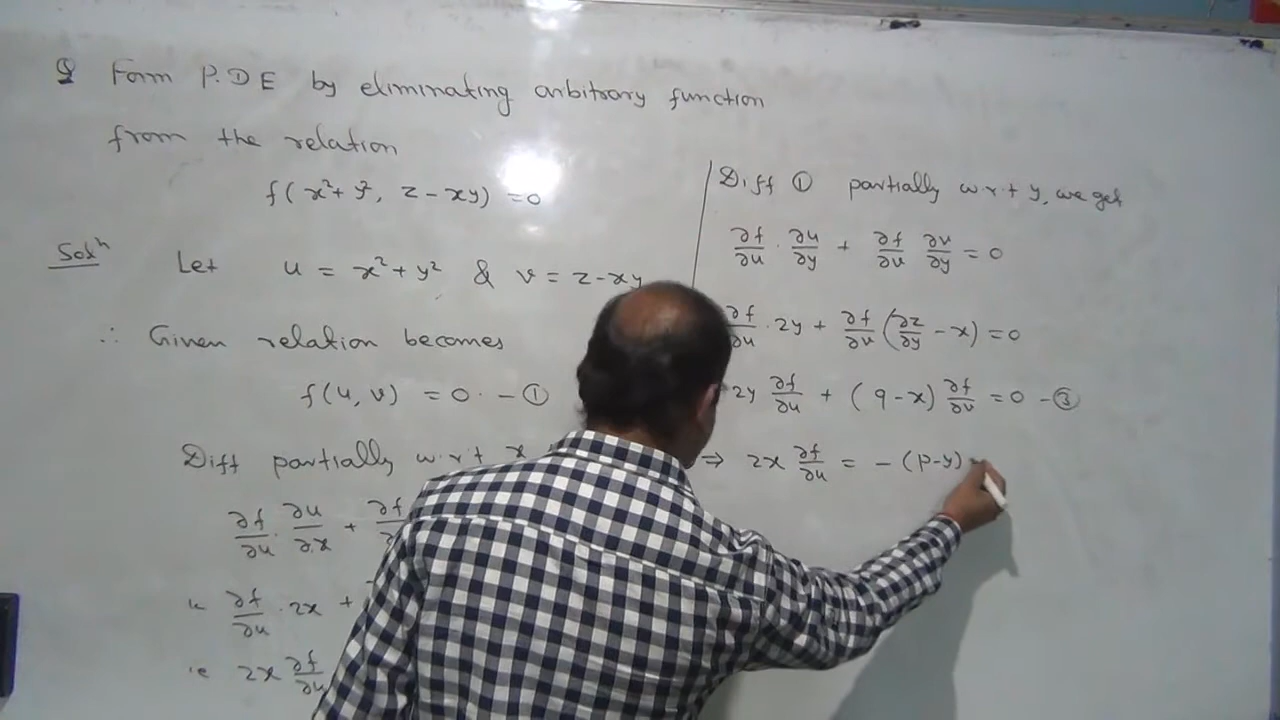 Q Form P.D E by eliminating arbitrary function
from the relation
f( x²+ y², z - xy) = 0
Solⁿ Let u = x² + y² & v = z - xy
∴ Given relation becomes
f(u, v) = 0 . - ①
Diff partially w.r.t x
∂f/∂u . ∂u/∂x + ∂f
∂f/∂u . 2x +
i.e 2x ∂f/∂u
Diff ① partially w.r.t y, we get
∂f/∂u . ∂u/∂y + ∂f/∂v ∂v/∂y = 0
∂f/∂u . 2y + ∂f/∂v (∂z/∂y - x) = 0
2y ∂f/∂u + (q - x) ∂f/∂v = 0 - ③
⇒ 2x ∂f/∂u = - (p-y)